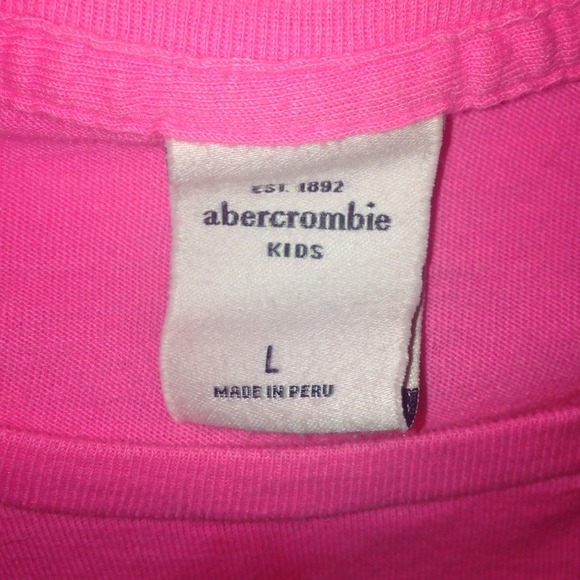 EST. 1892
abercrombie
KIDS
L
MADE IN PERU